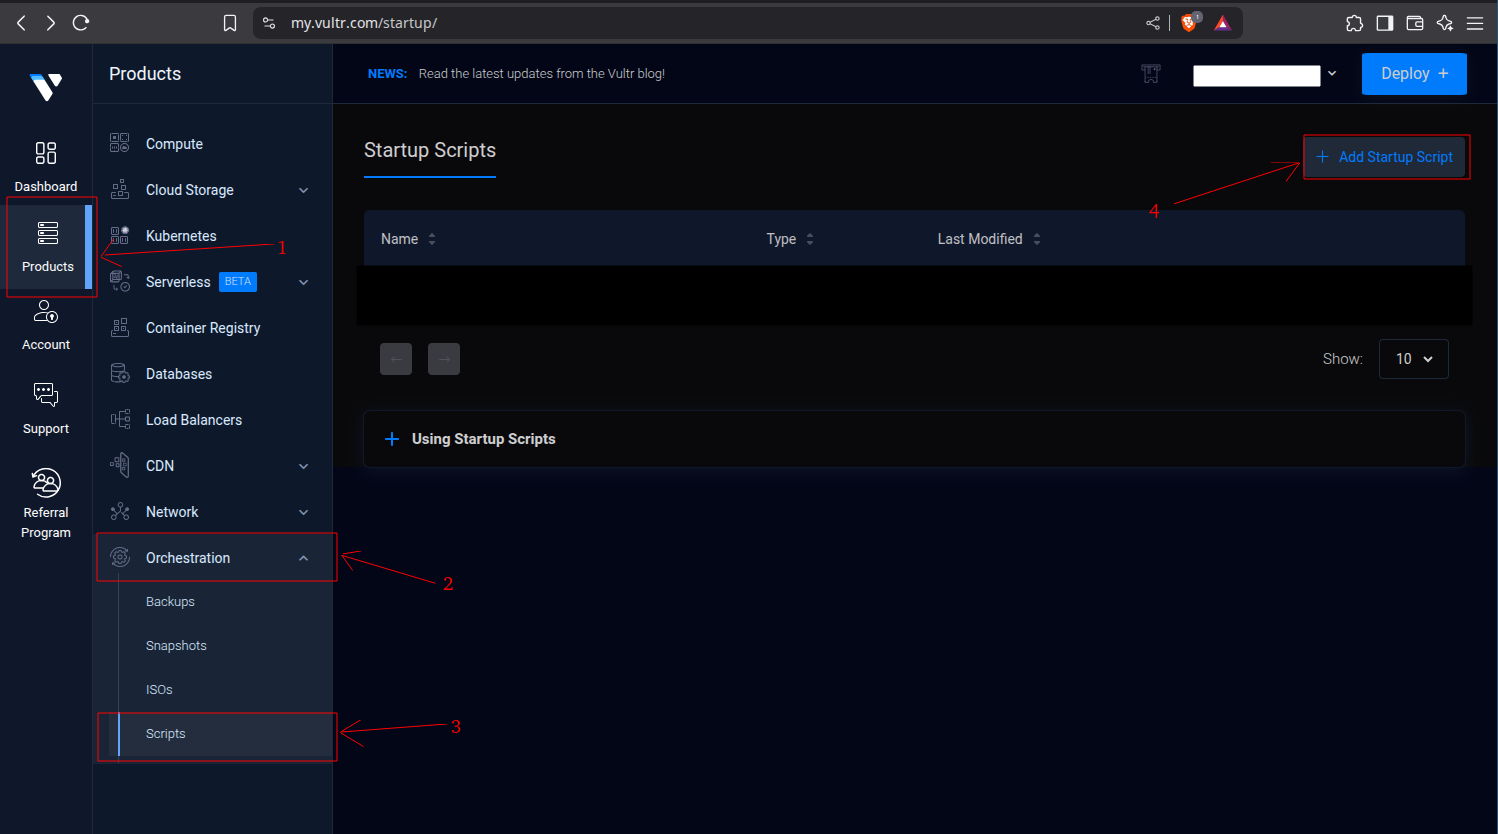 my.vultr.com/startup/
1
Products
NEWS: Read the latest updates from the Vultr blog!
Deploy +
Dashboard
Products
Account
Support
Referral
Program
Compute
Cloud Storage
Kubernetes
Serverless BETA
Container Registry
Databases
Load Balancers
CDN
Network
Orchestration
Backups
Snapshots
ISOs
Scripts
Startup Scripts
+ Add Startup Script
Name
Type
Last Modified
← →
Show: 10
+ Using Startup Scripts
1
2
3
4